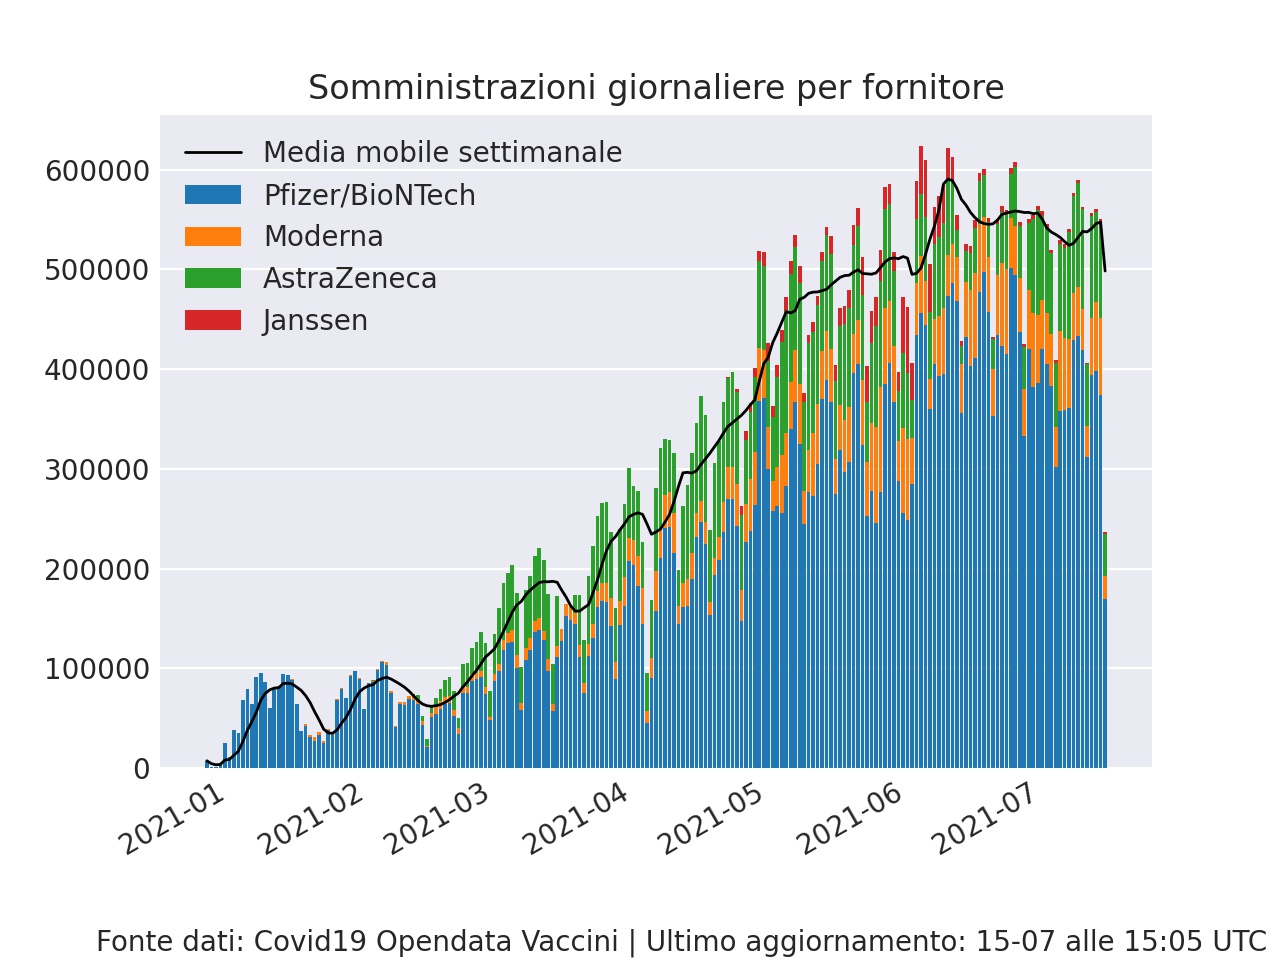 Somministrazioni giornaliere per fornitore
Media mobile settimanale
Pfizer/BioNTech
Moderna
AstraZeneca
Janssen
600000
500000
400000
300000
200000
100000
0
2021-01
2021-02
2021-03
2021-04
2021-05
2021-06
2021-07
Fonte dati: Covid19 Opendata Vaccini | Ultimo aggiornamento: 15-07 alle 15:05 UTC